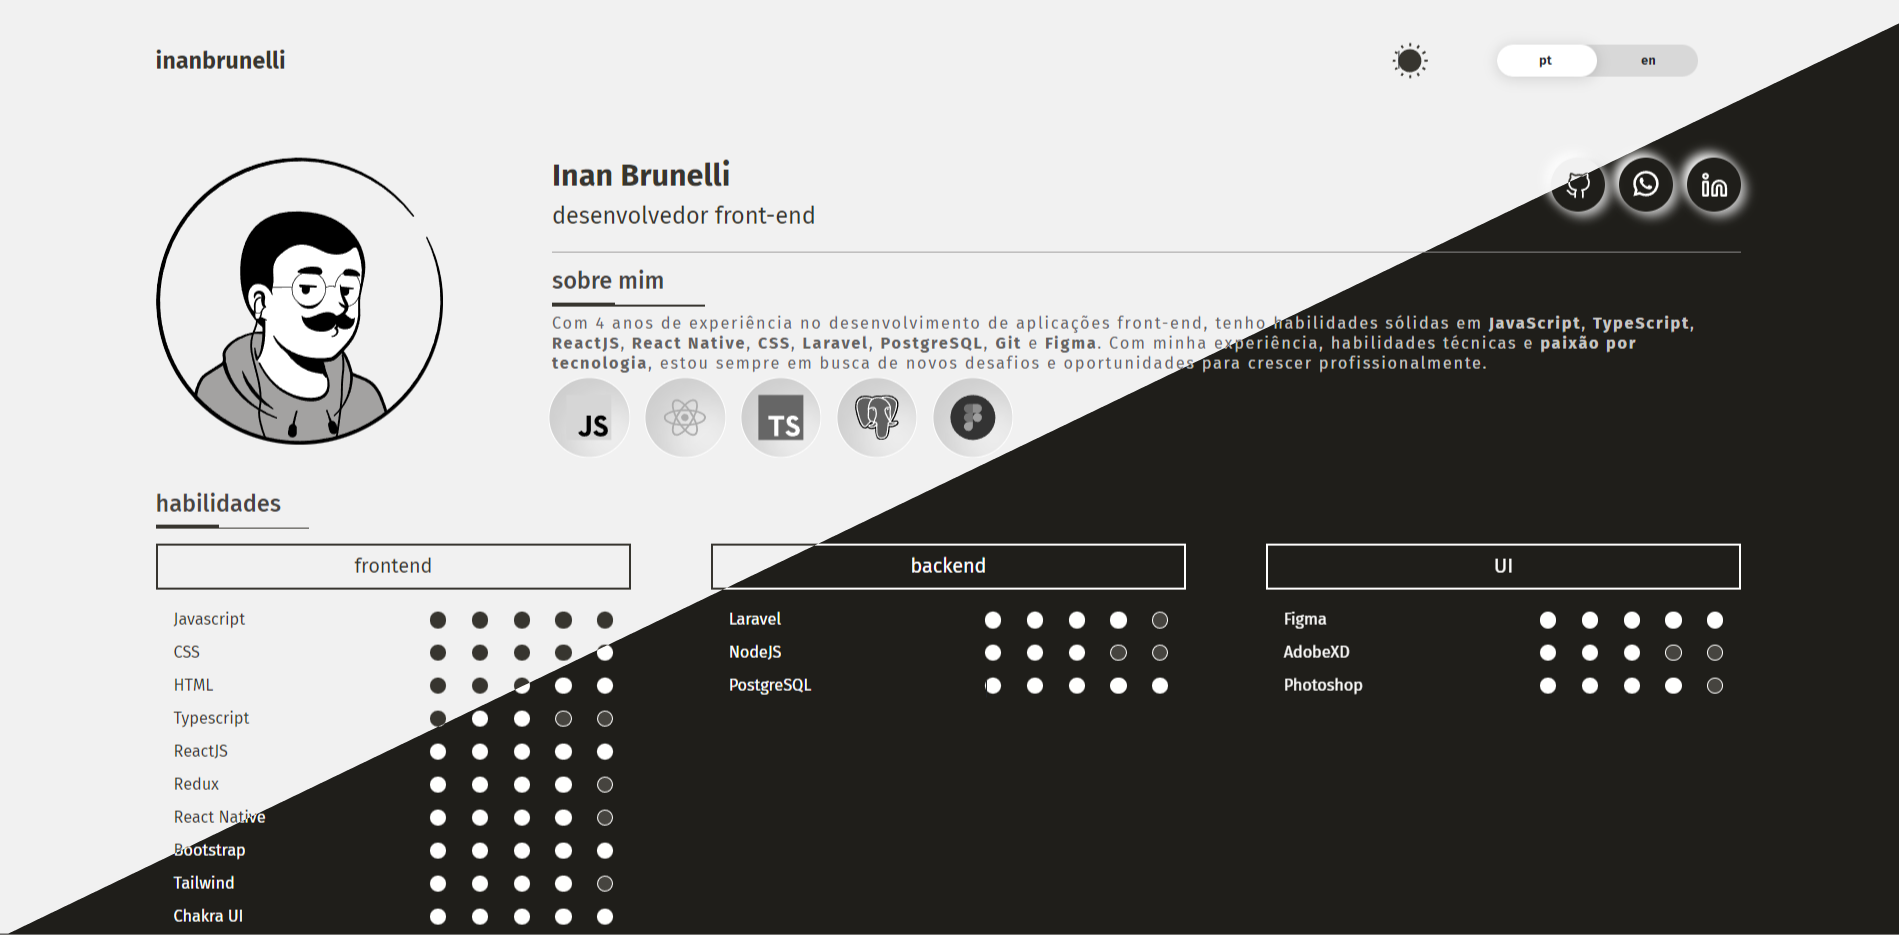 inanbrunelli
pt
en
Inan Brunelli
desenvolvedor front-end
sobre mim
Com 4 anos de experiência no desenvolvimento de aplicações front-end, tenho habilidades sólidas em JavaScript, TypeScript,
ReactJS, React Native, CSS, Laravel, PostgreSQL, Git e Figma. Com minha experiência, habilidades técnicas e paixão por
tecnologia, estou sempre em busca de novos desafios e oportunidades para crescer profissionalmente.
JS
TS
habilidades
frontend
Javascript
CSS
HTML
Typescript
ReactJS
Redux
React Native
Bootstrap
Tailwind
Chakra UI
backend
Laravel
NodeJS
PostgreSQL
UI
Figma
AdobeXD
Photoshop